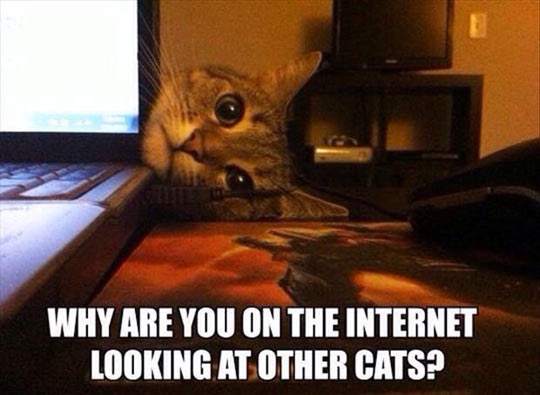 WHY ARE YOU ON THE INTERNET
LOOKING AT OTHER CATS?